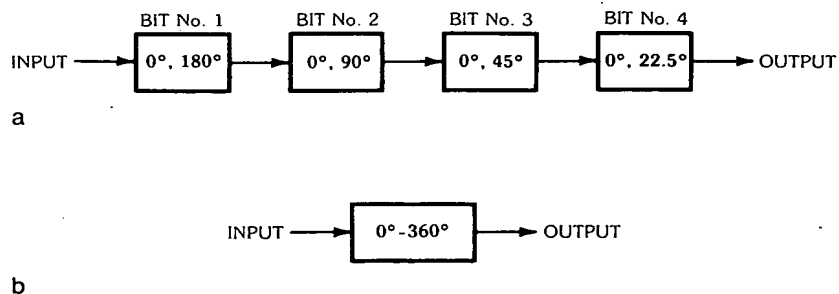 BIT No. 1 BIT No. 2 BIT No. 3 BIT No. 4
INPUT 0°, 180° 0°, 90° 0°, 45° 0°, 22.5° OUTPUT
a
INPUT 0°-360° OUTPUT
b